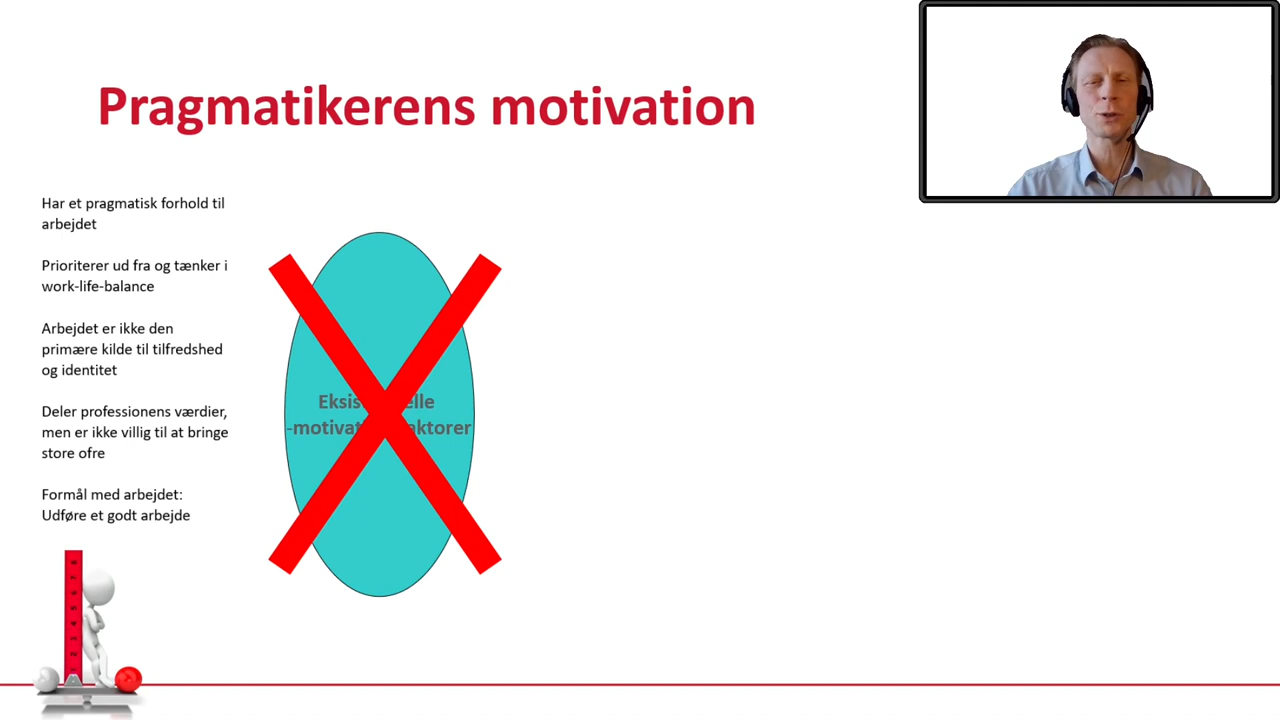 Pragmatikerens motivation
Har et pragmatisk forhold til
arbejdet
Prioriterer ud fra og tænker i
work-life-balance
Arbejdet er ikke den
primære kilde til tilfredshed
og identitet
Deler professionens værdier,
men er ikke villig til at bringe
store ofre
Formål med arbejdet:
Udføre et godt arbejde